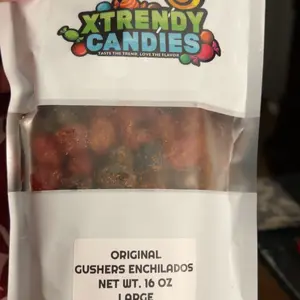 XTRENDY
CANDIES
TASTE THE TREND. LOVE THE FLAVOR
ORIGINAL
GUSHERS ENCHILADOS
NET WT. 16 OZ
LARGE